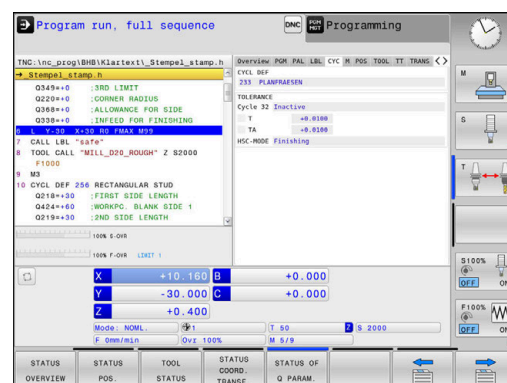 Program run, full sequence
DNC
PGM MGT
Programming
TNC:\nc_prog\BHB\Klartext\_Stempel_stamp.h
→_Stempel_stamp.h
Q349=+0 ;3RD LIMIT
Q220=+0 ;CORNER RADIUS
Q368=+0 ;ALLOWANCE FOR SIDE
Q338=+0 ;INFEED FOR FINISHING
6 L Y-30 X+30 R0 FMAX M99
7 CALL LBL "safe"
8 TOOL CALL "MILL_D20_ROUGH" Z S2000
F1000
9 M3
10 CYCL DEF 256 RECTANGULAR STUD
Q218=+30 ;FIRST SIDE LENGTH
Q424=+60 ;WORKPC. BLANK SIDE 1
Q219=+30 ;2ND SIDE LENGTH
100% S-OVR
100% F-OVR LIMIT 1
Overview PGM PAL LBL CYC M POS TOOL TT TRANS
CYCL DEF
233 PLANFRAESEN
TOLERANCE
Cycle 32 Inactive
T +0.0100
TA +0.0100
HSC-MODE Finishing
X +10.160 B +0.000
Y -30.000 C +0.000
Z +0.400
Mode: NOML. 1 T 50 Z S 2000
F 0mm/min Ovr 100% M 5/9
M
S
T
S100%
OFF ON
F100%
OFF ON
STATUS OVERVIEW
STATUS POS.
TOOL STATUS
STATUS COORD. TRANSF.
STATUS OF Q PARAM.